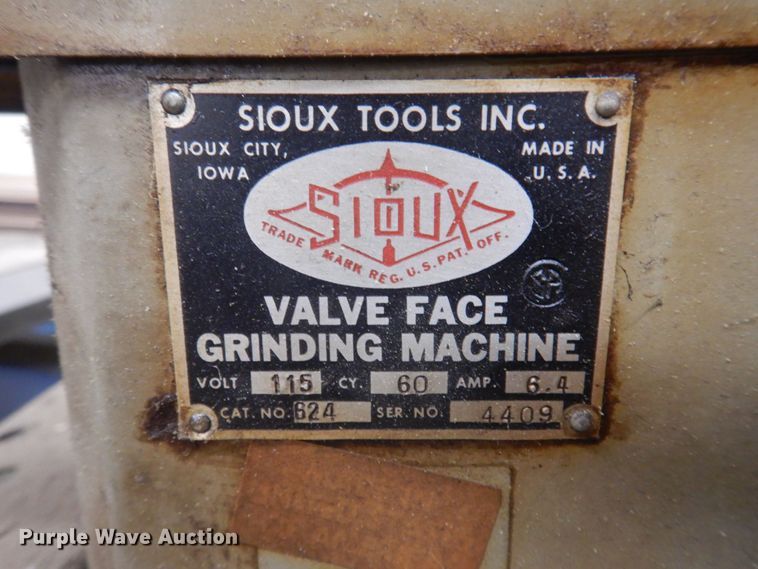 SIOUX TOOLS INC.
SIOUX CITY, IOWA
MADE IN U.S.A.
SIOUX
TRADE MARK REG. U.S. PAT. OFF.
VALVE FACE
GRINDING MACHINE
VOLT 115 CY. 60 AMP. 6.4
CAT. NO. 624 SER. NO. 4409
Purple Wave Auction